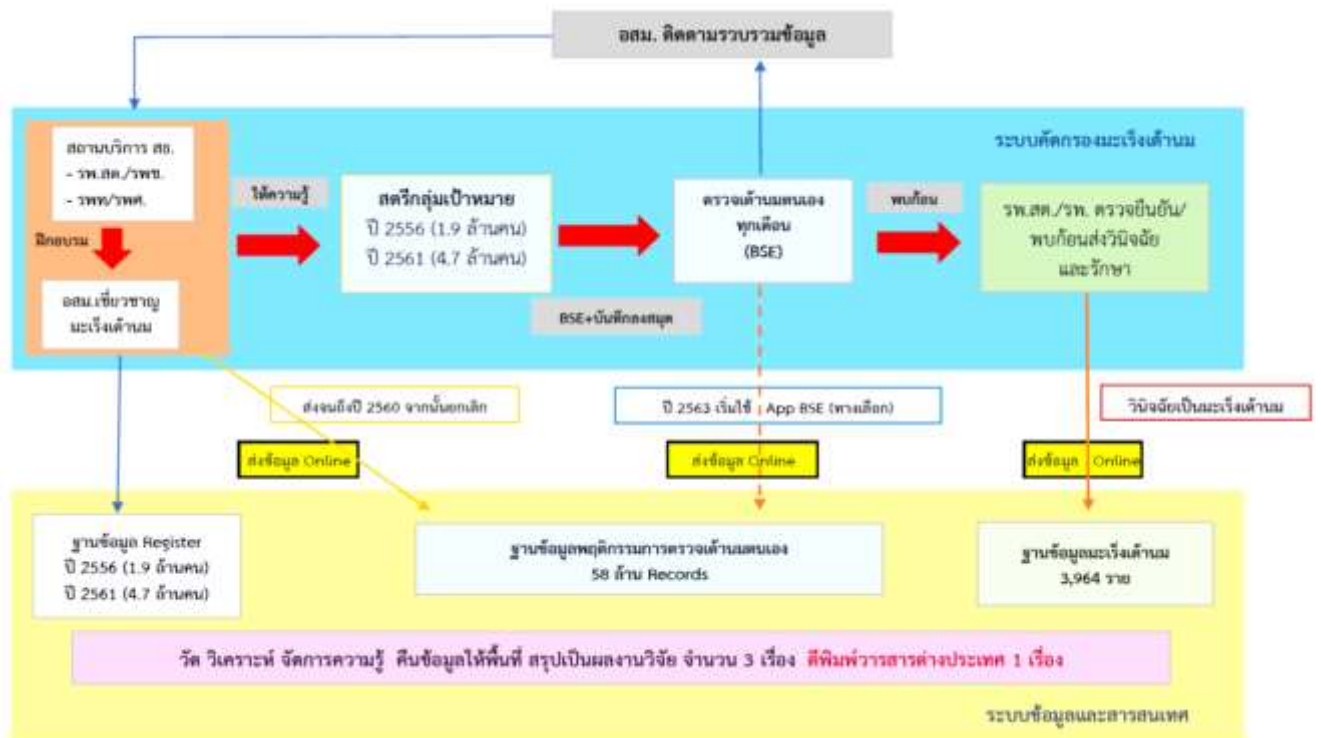 อสม. ติดตามรวบรวมข้อมูล
ระบบคัดกรองมะเร็งเต้านม
สถานบริการ สธ.
- รพ.สต./รพช.
- รพท/รพศ.
ฝึกอบรม
อสม.เชี่ยวชาญ
มะเร็งเต้านม
ให้ความรู้
สตรีกลุ่มเป้าหมาย
ปี 2556 (1.9 ล้านคน)
ปี 2561 (4.7 ล้านคน)
BSE+บันทึกลงสมุด
ตรวจเต้านมตนเอง
ทุกเดือน
(BSE)
พบก้อน
รพ.สต./รพ. ตรวจยืนยัน/
พบก้อนส่งวินิจฉัย
และรักษา
ส่งจนถึงปี 2560 จากนั้นยกเลิก
ปี 2563 เริ่มใช้ App BSE (ทางเลือก)
วินิจฉัยเป็นมะเร็งเต้านม
ส่งข้อมูล Online
ส่งข้อมูล Online
ส่งข้อมูล Online
ฐานข้อมูล Register
ปี 2556 (1.9 ล้านคน)
ปี 2561 (4.7 ล้านคน)
ฐานข้อมูลพฤติกรรมการตรวจเต้านมตนเอง
58 ล้าน Records
ฐานข้อมูลมะเร็งเต้านม
3,964 ราย
วัด วิเคราะห์ จัดการความรู้ คืนข้อมูลให้พื้นที่ สรุปเป็นผลงานวิจัย จำนวน 3 เรื่อง ตีพิมพ์วารสารต่างประเทศ 1 เรื่อง
ระบบข้อมูลและสารสนเทศ